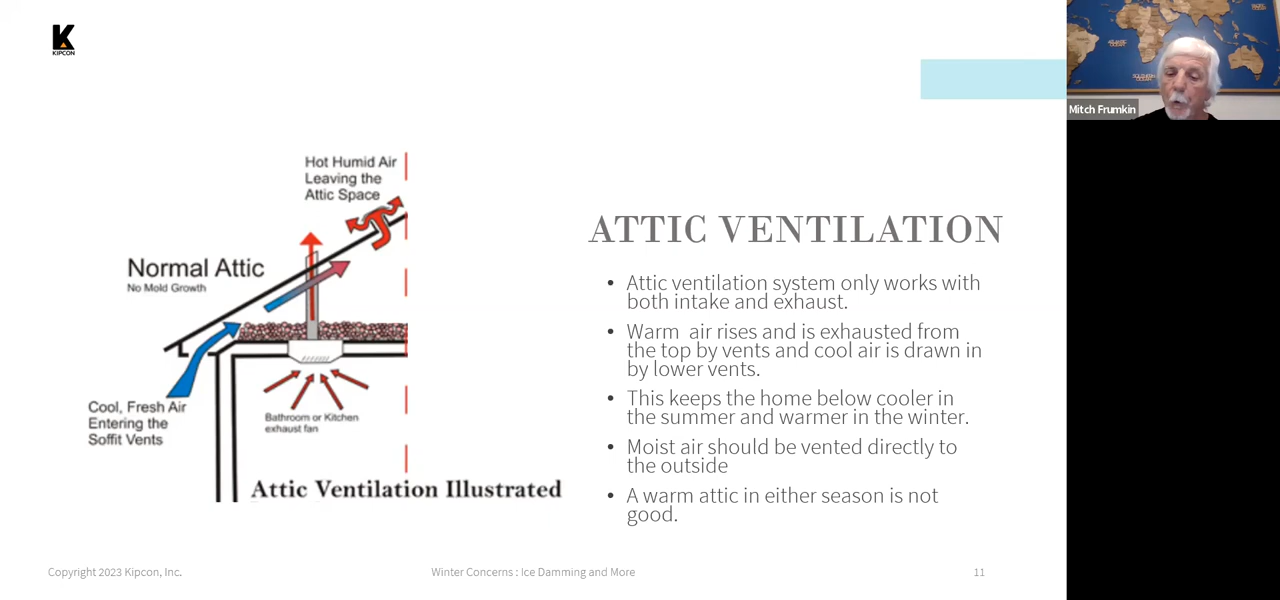 KIPCON
Mitch Frumkin
Hot Humid Air
Leaving the
Attic Space
Normal Attic
No Mold Growth
Cool, Fresh Air
Entering the
Soffit Vents
Bathroom or Kitchen
exhaust fan
Attic Ventilation Illustrated
ATTIC VENTILATION
• Attic ventilation system only works with
both intake and exhaust.
• Warm air rises and is exhausted from
the top by vents and cool air is drawn in
by lower vents.
• This keeps the home below cooler in
the summer and warmer in the winter.
• Moist air should be vented directly to
the outside
• A warm attic in either season is not
good.
Copyright 2023 Kipcon, Inc.
Winter Concerns : Ice Damming and More
11